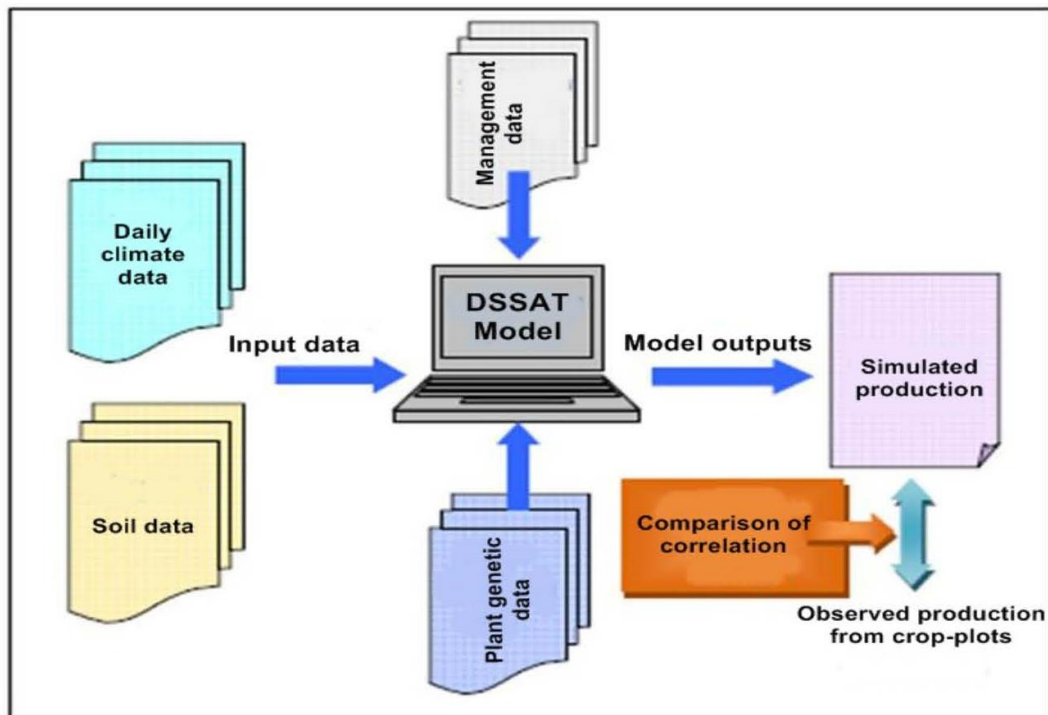 Management
data
Daily
climate
data
DSSAT
Model
Input data
Model outputs
Simulated
production
Soil data
Plant genetic
data
Comparison of
correlation
Observed production
from crop-plots